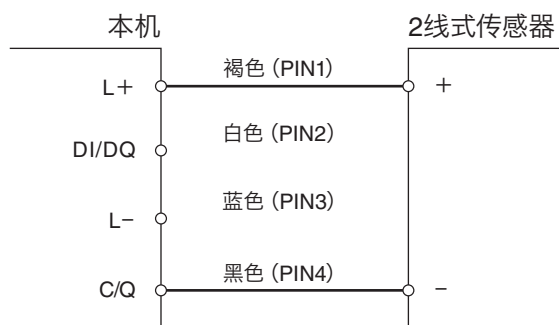 本机 2线式传感器
L+ 褐色 (PIN1) +
DI/DQ 白色 (PIN2)
L− 蓝色 (PIN3)
C/Q 黑色 (PIN4) −